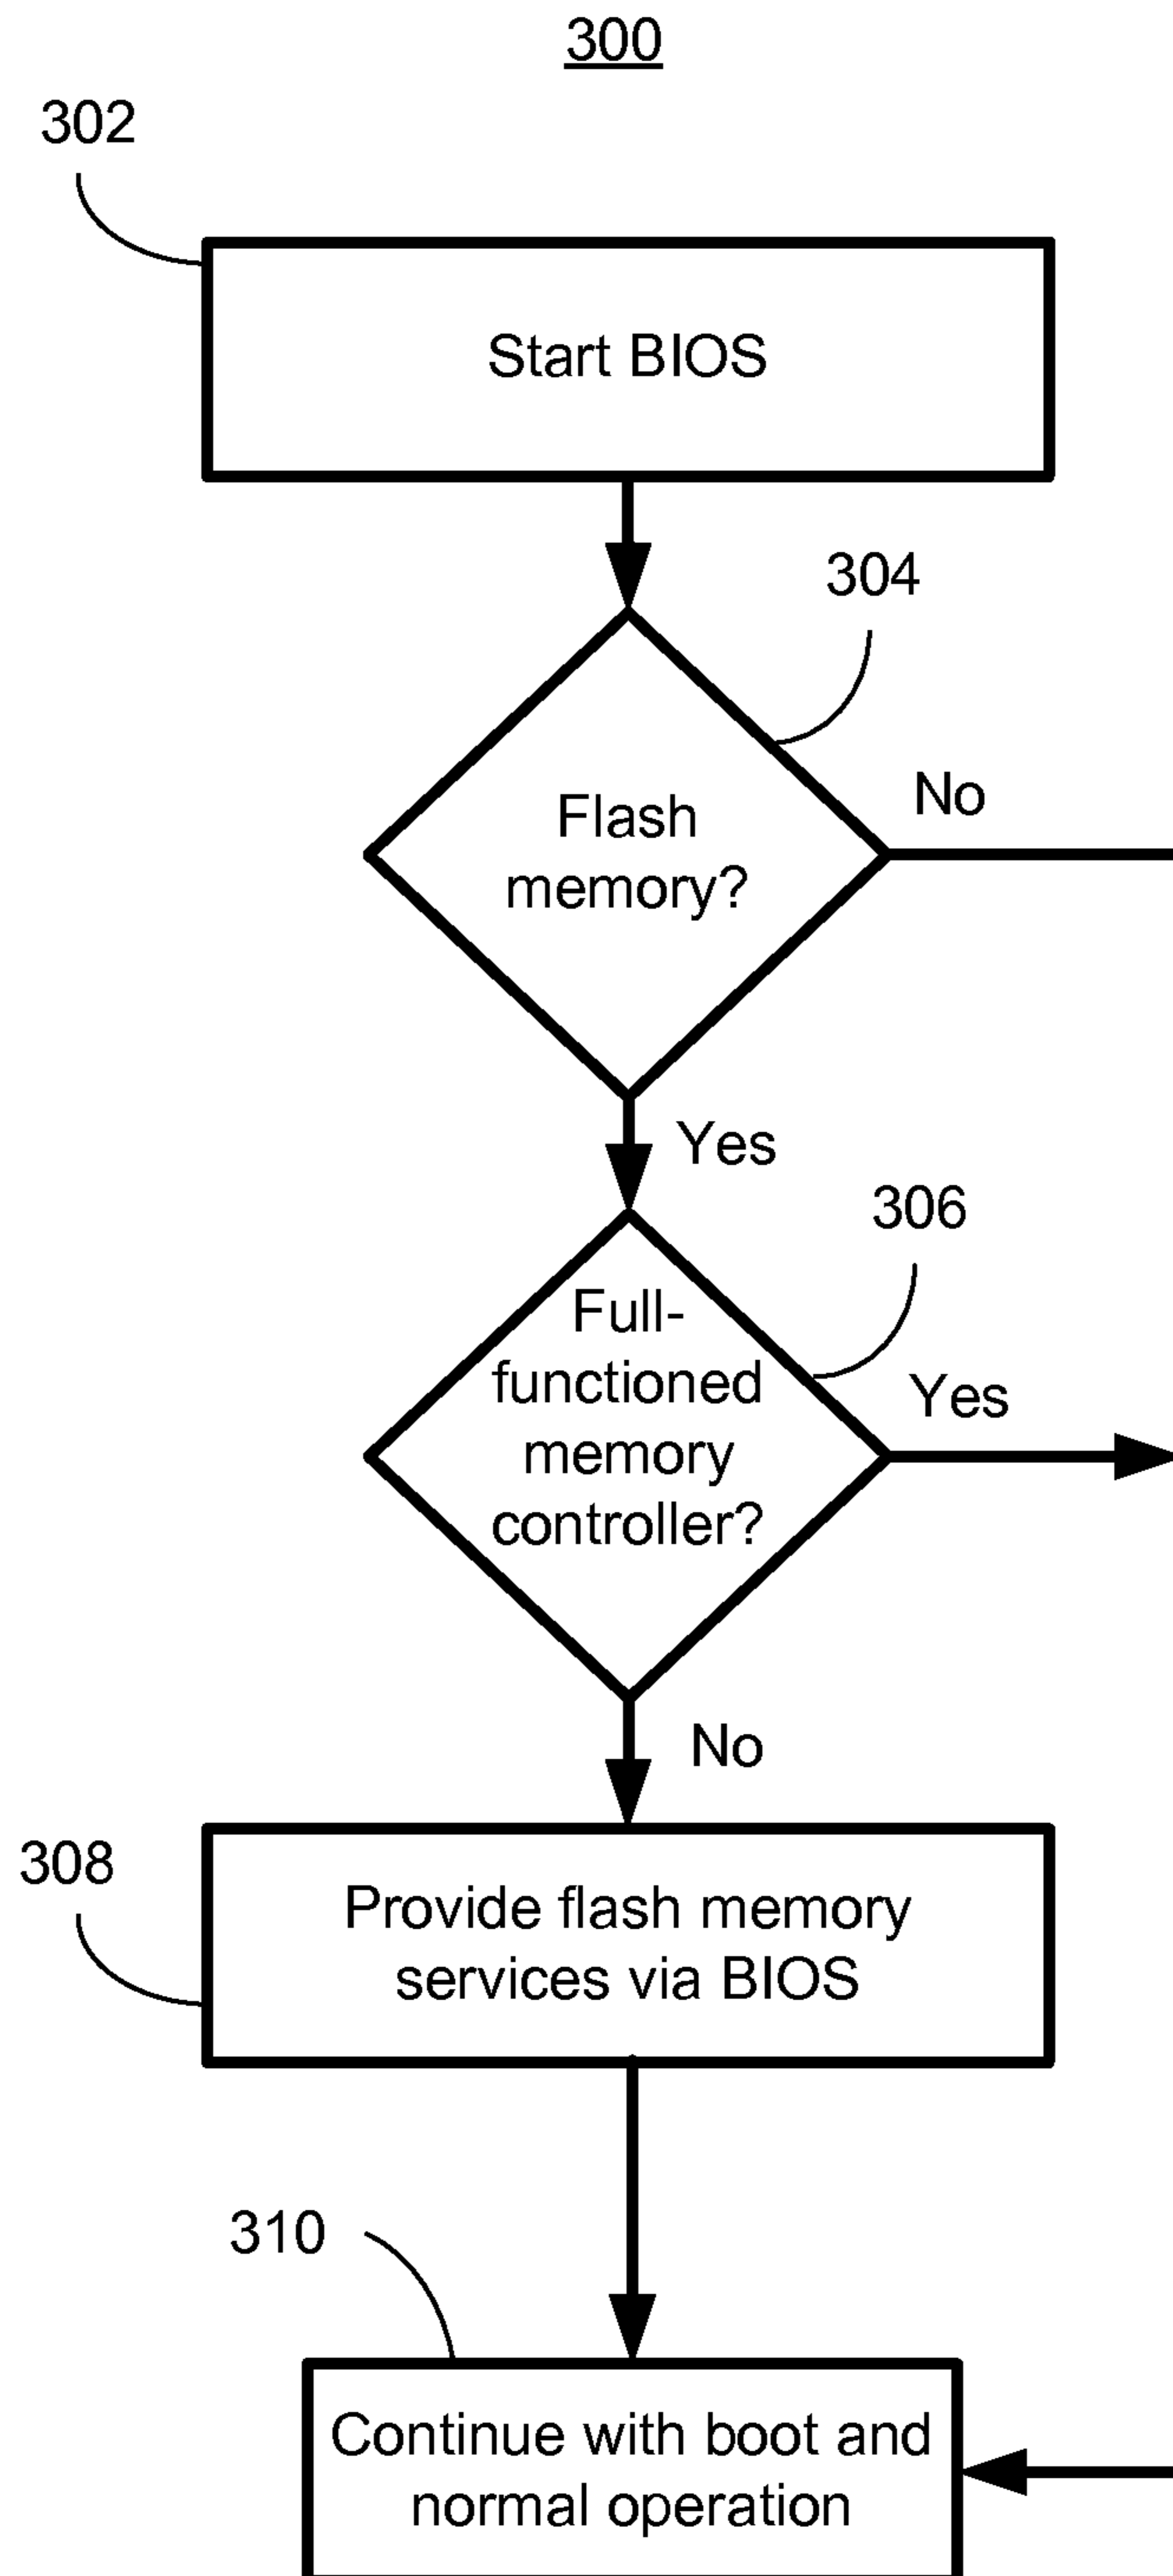 300
302
Start BIOS
304
Flash
memory?
No
Yes
306
Full-
functioned
memory
controller?
Yes
No
308
Provide flash memory
services via BIOS
310
Continue with boot and
normal operation